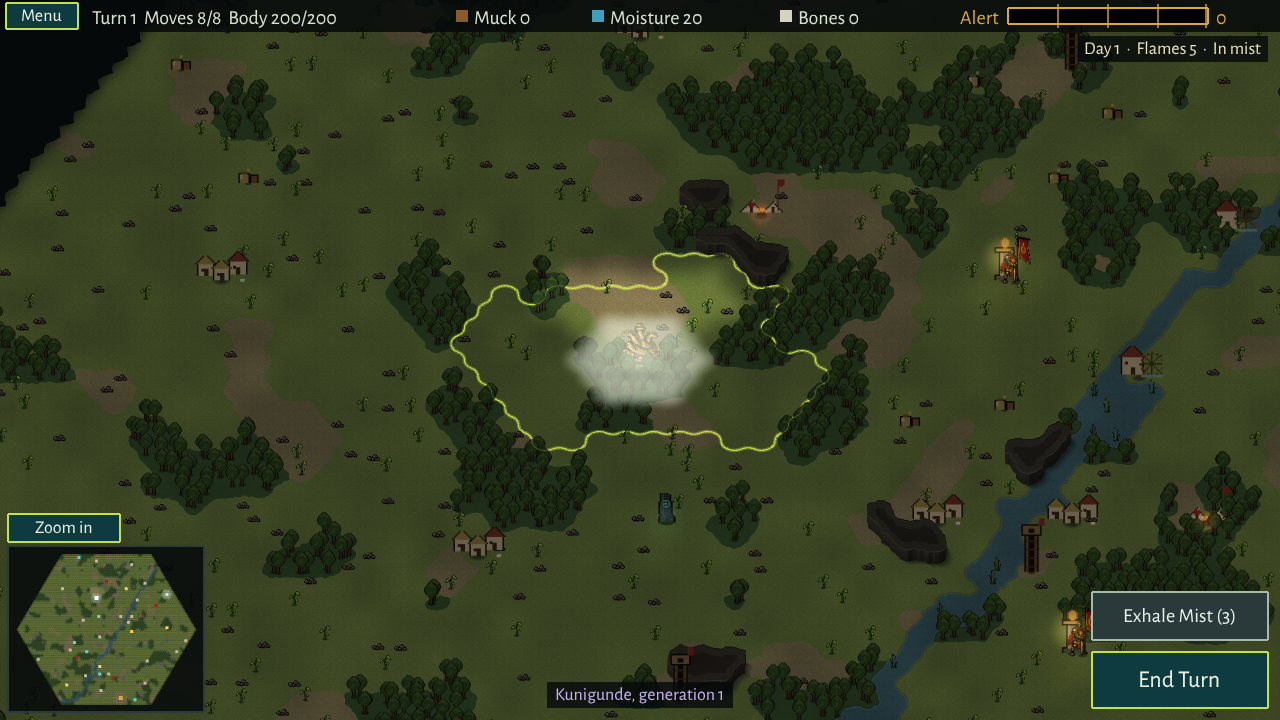 Menu
Turn 1 Moves 8/8 Body 200/200
Muck 0
Moisture 20
Bones 0
Alert
0
Day 1 · Flames 5 · In mist
Zoom in
Exhale Mist (3)
End Turn
Kunigunde, generation 1